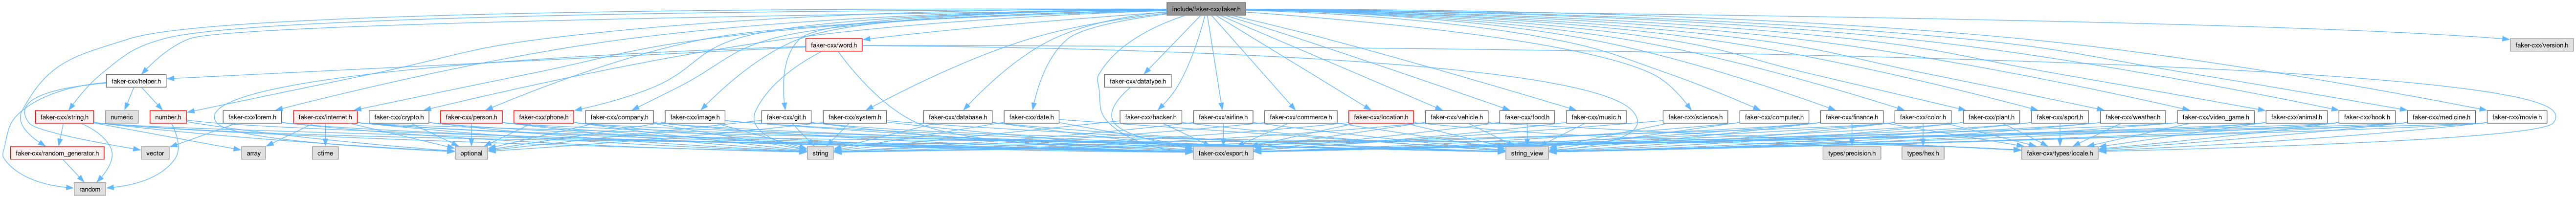 include/faker-cxx/faker.h
faker-cxx/word.h
faker-cxx/version.h
faker-cxx/helper.h
faker-cxx/datatype.h
faker-cxx/string.h
numeric
number.h
faker-cxx/lorem.h
faker-cxx/internet.h
faker-cxx/crypto.h
faker-cxx/person.h
faker-cxx/phone.h
faker-cxx/company.h
faker-cxx/image.h
faker-cxx/git.h
faker-cxx/system.h
faker-cxx/database.h
faker-cxx/date.h
faker-cxx/hacker.h
faker-cxx/airline.h
faker-cxx/commerce.h
faker-cxx/location.h
faker-cxx/vehicle.h
faker-cxx/food.h
faker-cxx/music.h
faker-cxx/science.h
faker-cxx/computer.h
faker-cxx/finance.h
faker-cxx/color.h
faker-cxx/plant.h
faker-cxx/sport.h
faker-cxx/weather.h
faker-cxx/video_game.h
faker-cxx/animal.h
faker-cxx/book.h
faker-cxx/medicine.h
faker-cxx/movie.h
faker-cxx/random_generator.h
vector
array
ctime
optional
string
faker-cxx/export.h
string_view
types/precision.h
types/hex.h
faker-cxx/types/locale.h
random